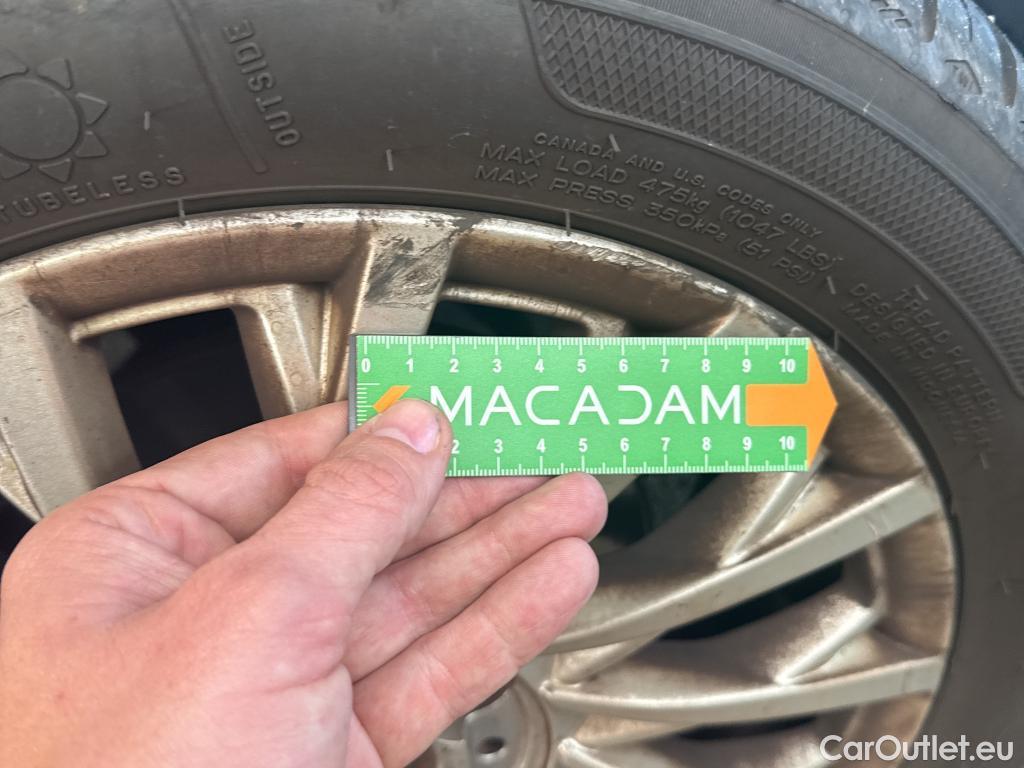 OUTSIDE
TUBELESS
CANADA AND U.S. CODES ONLY
MAX LOAD 475kg (1047 LBS)
MAX PRESS 350kPa (51 PSI)
TREAD PATTERN
DESIGNED IN EUROPE
MADE IN
0 1 2 3 4 5 6 7 8 9 10
MACADAM
2 3 4 5 6 7 8 9 10
CarOutlet.eu